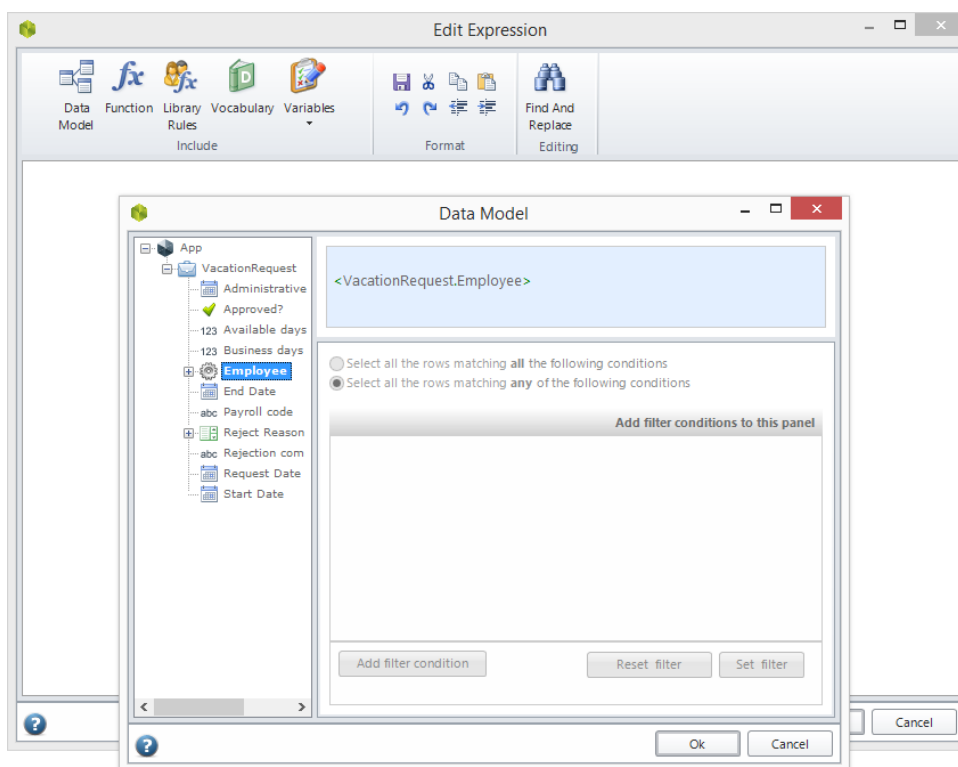 Edit Expression
Data Model
Function
Library Rules
Vocabulary
Variables
Find And Replace
Include
Format
Editing
Data Model
App
VacationRequest
Administrative
Approved?
123 Available days
123 Business days
Employee
End Date
abc Payroll code
Reject Reason
abc Rejection com
Request Date
Start Date
<VacationRequest.Employee>
Select all the rows matching all the following conditions
Select all the rows matching any of the following conditions
Add filter conditions to this panel
Add filter condition
Reset filter
Set filter
Ok
Cancel
Cancel